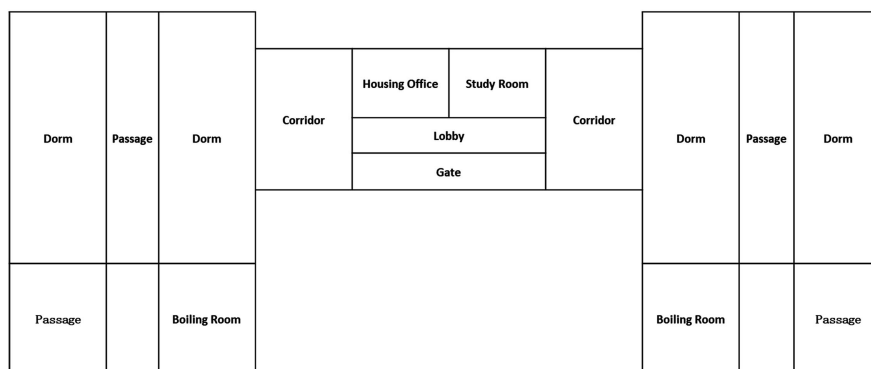 Housing Office
Study Room
Corridor
Corridor
Dorm
Passage
Dorm
Lobby
Dorm
Passage
Dorm
Gate
Passage
Boiling Room
Boiling Room
Passage